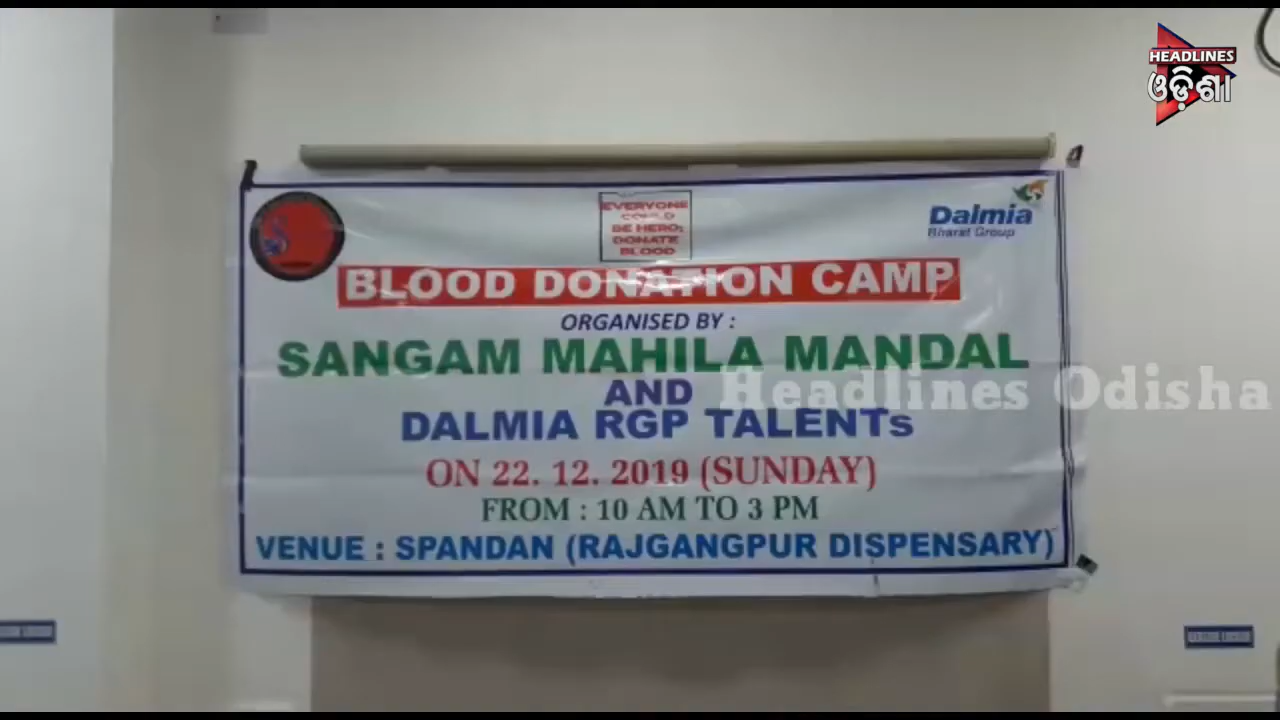 HEADLINES
ଓଡ଼ିଶା
EVERYONE
COULD
BE HERO;
DONATE
BLOOD
Dalmia
Bharat Group
BLOOD DONATION CAMP
ORGANISED BY :
SANGAM MAHILA MANDAL
AND
Headlines Odisha
DALMIA RGP TALENTs
ON 22. 12. 2019 (SUNDAY)
FROM : 10 AM TO 3 PM
VENUE : SPANDAN (RAJGANGPUR DISPENSARY)